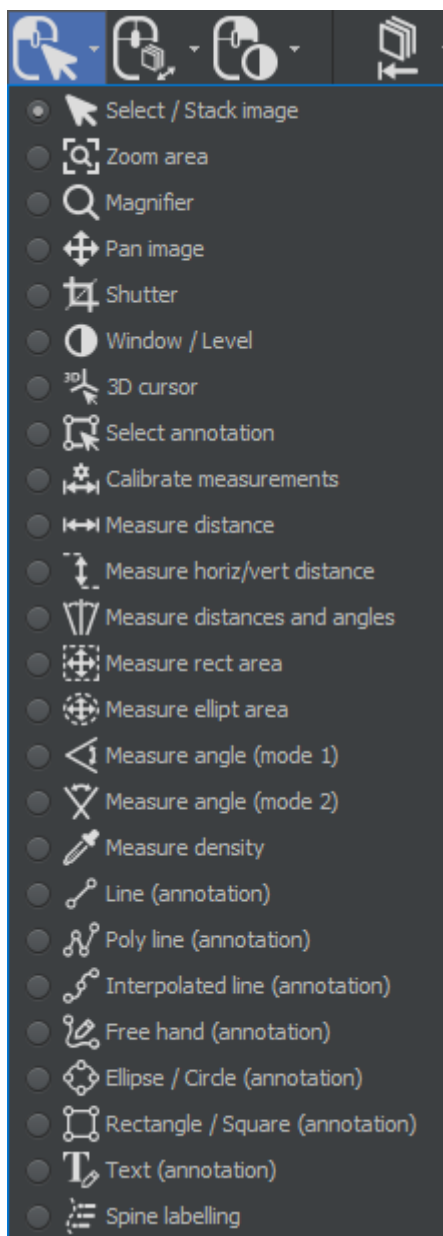 Select / Stack image
Zoom area
Magnifier
Pan image
Shutter
Window / Level
3D cursor
Select annotation
Calibrate measurements
Measure distance
Measure horiz/vert distance
Measure distances and angles
Measure rect area
Measure ellipt area
Measure angle (mode 1)
Measure angle (mode 2)
Measure density
Line (annotation)
Poly line (annotation)
Interpolated line (annotation)
Free hand (annotation)
Ellipse / Circle (annotation)
Rectangle / Square (annotation)
Text (annotation)
Spine labelling